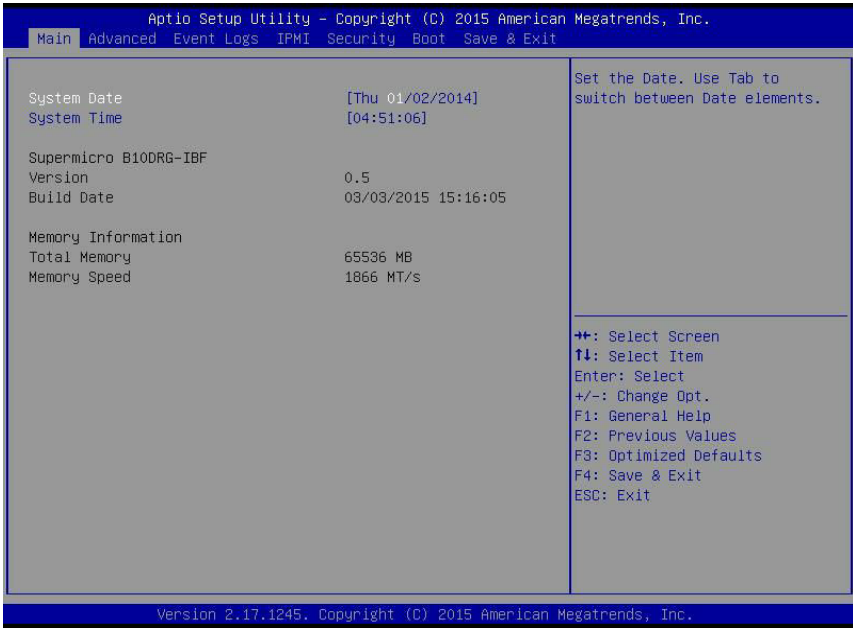 Aptio Setup Utility – Copyright (C) 2015 American Megatrends, Inc.
Main Advanced Event Logs IPMI Security Boot Save & Exit
System Date [Thu 01/02/2014]
System Time [04:51:06]
Supermicro B10DRG-IBF
Version 0.5
Build Date 03/03/2015 15:16:05
Memory Information
Total Memory 65536 MB
Memory Speed 1866 MT/s
Set the Date. Use Tab to
switch between Date elements.
→←: Select Screen
↑↓: Select Item
Enter: Select
+/-: Change Opt.
F1: General Help
F2: Previous Values
F3: Optimized Defaults
F4: Save & Exit
ESC: Exit
Version 2.17.1245. Copyright (C) 2015 American Megatrends, Inc.